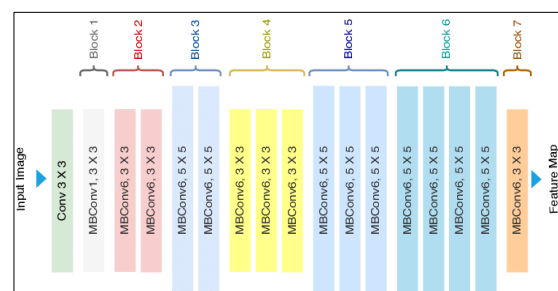 Block 1
Block 2
Block 3
Block 4
Block 5
Block 6
Block 7
Input Image
Conv 3 X 3
MBConv1, 3 X 3
MBConv6, 3 X 3
MBConv6, 3 X 3
MBConv6, 5 X 5
MBConv6, 5 X 5
MBConv6, 3 X 3
MBConv6, 3 X 3
MBConv6, 3 X 3
MBConv6, 5 X 5
MBConv6, 5 X 5
MBConv6, 5 X 5
MBConv6, 5 X 5
MBConv6, 5 X 5
MBConv6, 5 X 5
MBConv6, 5 X 5
MBConv6, 3 X 3
Feature Map